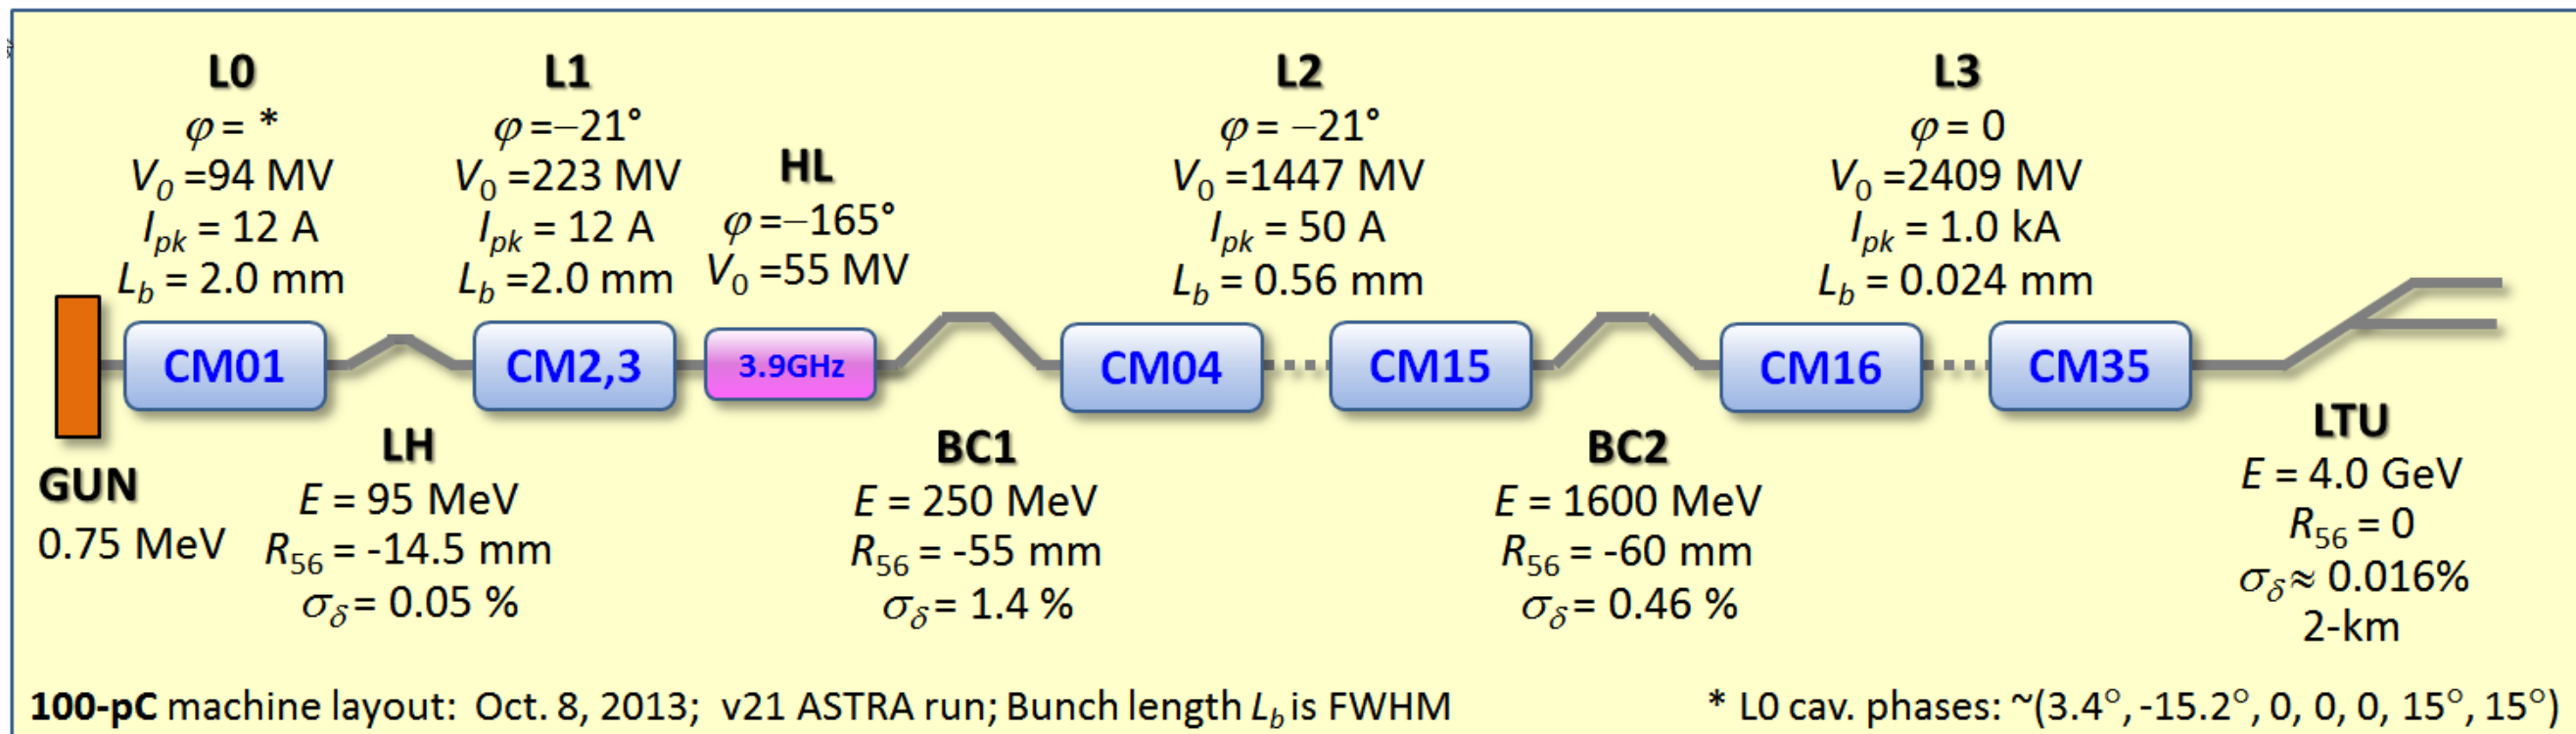 L0
φ = *
V0 =94 MV
Ipk = 12 A
Lb = 2.0 mm
L1
φ =−21°
V0 =223 MV
Ipk = 12 A
Lb =2.0 mm
HL
φ =−165°
V0 =55 MV
L2
φ = −21°
V0 =1447 MV
Ipk = 50 A
Lb = 0.56 mm
L3
φ = 0
V0 =2409 MV
Ipk = 1.0 kA
Lb = 0.024 mm
CM01
CM2,3
3.9GHz
CM04
CM15
CM16
CM35
GUN
0.75 MeV
LH
E = 95 MeV
R56 = -14.5 mm
σδ = 0.05 %
BC1
E = 250 MeV
R56 = -55 mm
σδ = 1.4 %
BC2
E = 1600 MeV
R56 = -60 mm
σδ = 0.46 %
LTU
E = 4.0 GeV
R56 = 0
σδ ≈ 0.016%
2-km
100-pC machine layout: Oct. 8, 2013; v21 ASTRA run; Bunch length Lb is FWHM
* L0 cav. phases: ~(3.4°, -15.2°, 0, 0, 0, 15°, 15°)